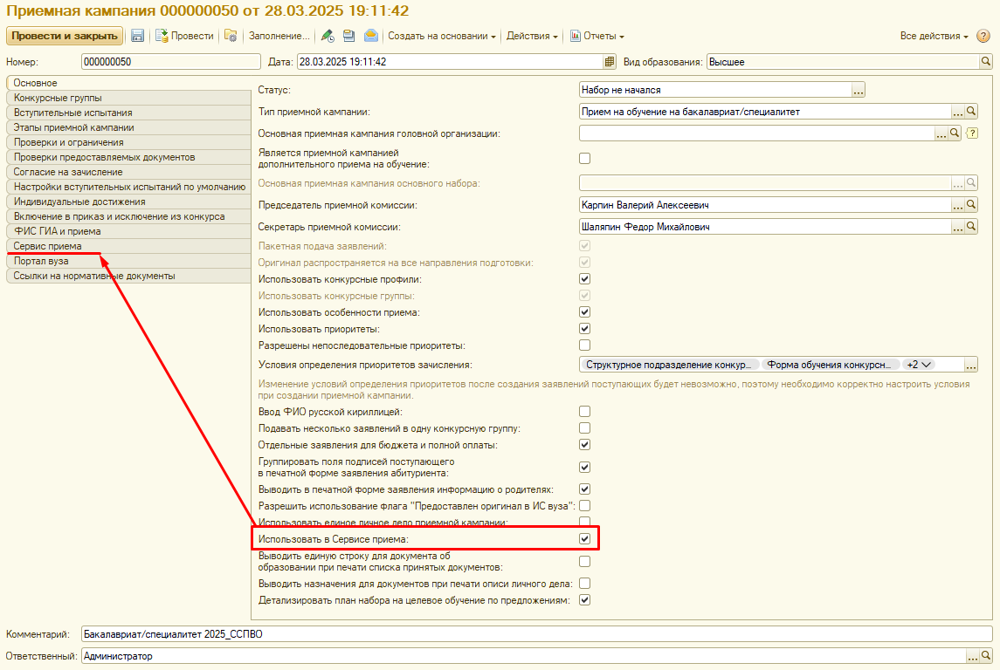 Приемная кампания 000000050 от 28.03.2025 19:11:42
Провести и закрыть Провести Заполнение... Создать на основании Действия Отчеты Все действия ?
Номер: 000000050 Дата: 28.03.2025 19:11:42 Вид образования: Высшее
Основное
Конкурсные группы
Вступительные испытания
Этапы приемной кампании
Проверки и ограничения
Проверки предоставляемых документов
Согласие на зачисление
Настройки вступительных испытаний по умолчанию
Индивидуальные достижения
Включение в приказ и исключение из конкурса
ФИС ГИА и приема
Сервис приема
Портал вуза
Ссылки на нормативные документы
Статус: Набор не начался ...
Тип приемной кампании: Прием на обучение на бакалавриат/специалитет ...
Основная приемная кампания головной организации: ... ?
Является приемной кампанией
дополнительного приема на обучение:
Основная приемная кампания основного набора: ...
Председатель приемной комиссии: Карпин Валерий Алексеевич ...
Секретарь приемной комиссии: Шаляпин Федор Михайлович ...
Пакетная подача заявлений:
Оригинал распространяется на все направления подготовки:
Использовать конкурсные профили:
Использовать конкурсные группы:
Использовать особенности приема:
Использовать приоритеты:
Разрешены непоследовательные приоритеты:
Условия определения приоритетов зачисления: Структурное подразделение конкур... Форма обучения конкурсн... +2 ...
Изменение условий определения приоритетов после создания заявлений поступающих будет невозможно, поэтому необходимо корректно настроить условия
при создании приемной кампании.
Ввод ФИО русской кириллицей:
Подавать несколько заявлений в одну конкурсную группу:
Отдельные заявления для бюджета и полной оплаты:
Группировать поля подписей поступающего
в печатной форме заявления абитуриента:
Выводить в печатной форме заявления информацию о родителях:
Разрешить использование флага "Предоставлен оригинал в ИС вуза":
Использовать единое личное дело приемной кампании:
Использовать в Сервисе приема:
Выводить единую строку для документа об
образовании при печати списка принятых документов:
Выводить назначения для документов при печати описи личного дела:
Детализировать план набора на целевое обучение по предложениям:
Комментарий: Бакалавриат/специалитет 2025_ССПВО
Ответственный: Администратор ...